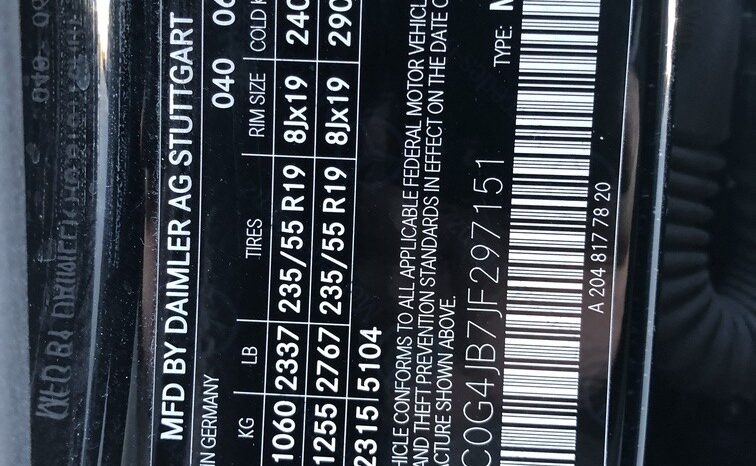 MFD BY DAIMLER AG STUTTGART
IN GERMANY 040 06
KG LB TIRES RIM SIZE COLD K
1060 2337 235/55 R19 8Jx19 240
1255 2767 235/55 R19 8Jx19 290
2315 5104
HICLE CONFORMS TO ALL APPLICABLE FEDERAL MOTOR VEHICL
AND THEFT PREVENTION STANDARDS IN EFFECT ON THE DATE O
ACTURE SHOWN ABOVE.
C0G4JB7JF297151 TYPE:
A 204 817 78 20